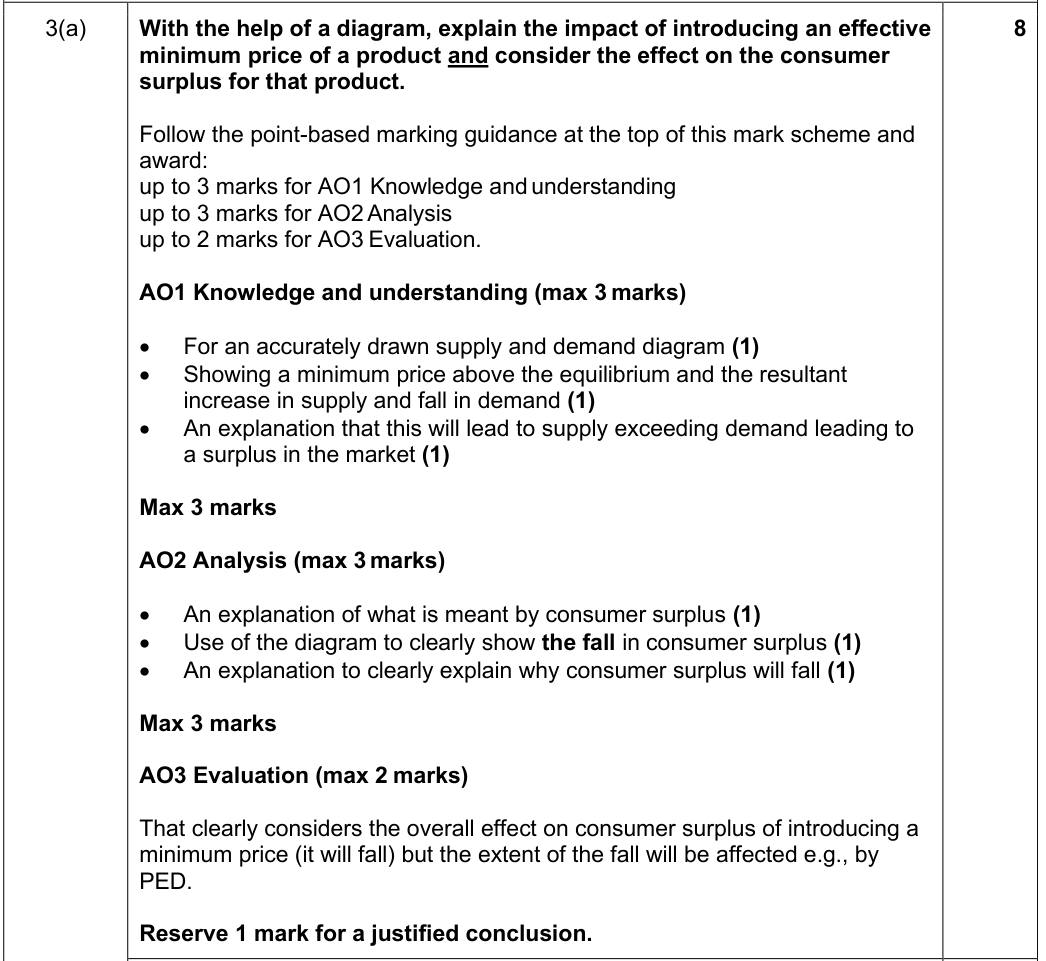 3(a)
With the help of a diagram, explain the impact of introducing an effective
8
minimum price of a product and consider the effect on the consumer
surplus for that product.
Follow the point-based marking guidance at the top of this mark scheme and
award:
up to 3 marks for AO1 Knowledge and understanding
up to 3 marks for AO2 Analysis
up to 2 marks for AO3 Evaluation.
AO1 Knowledge and understanding (max 3 marks)
• For an accurately drawn supply and demand diagram (1)
• Showing a minimum price above the equilibrium and the resultant
increase in supply and fall in demand (1)
• An explanation that this will lead to supply exceeding demand leading to
a surplus in the market (1)
Max 3 marks
AO2 Analysis (max 3 marks)
• An explanation of what is meant by consumer surplus (1)
• Use of the diagram to clearly show the fall in consumer surplus (1)
• An explanation to clearly explain why consumer surplus will fall (1)
Max 3 marks
AO3 Evaluation (max 2 marks)
That clearly considers the overall effect on consumer surplus of introducing a
minimum price (it will fall) but the extent of the fall will be affected e.g., by
PED.
Reserve 1 mark for a justified conclusion.